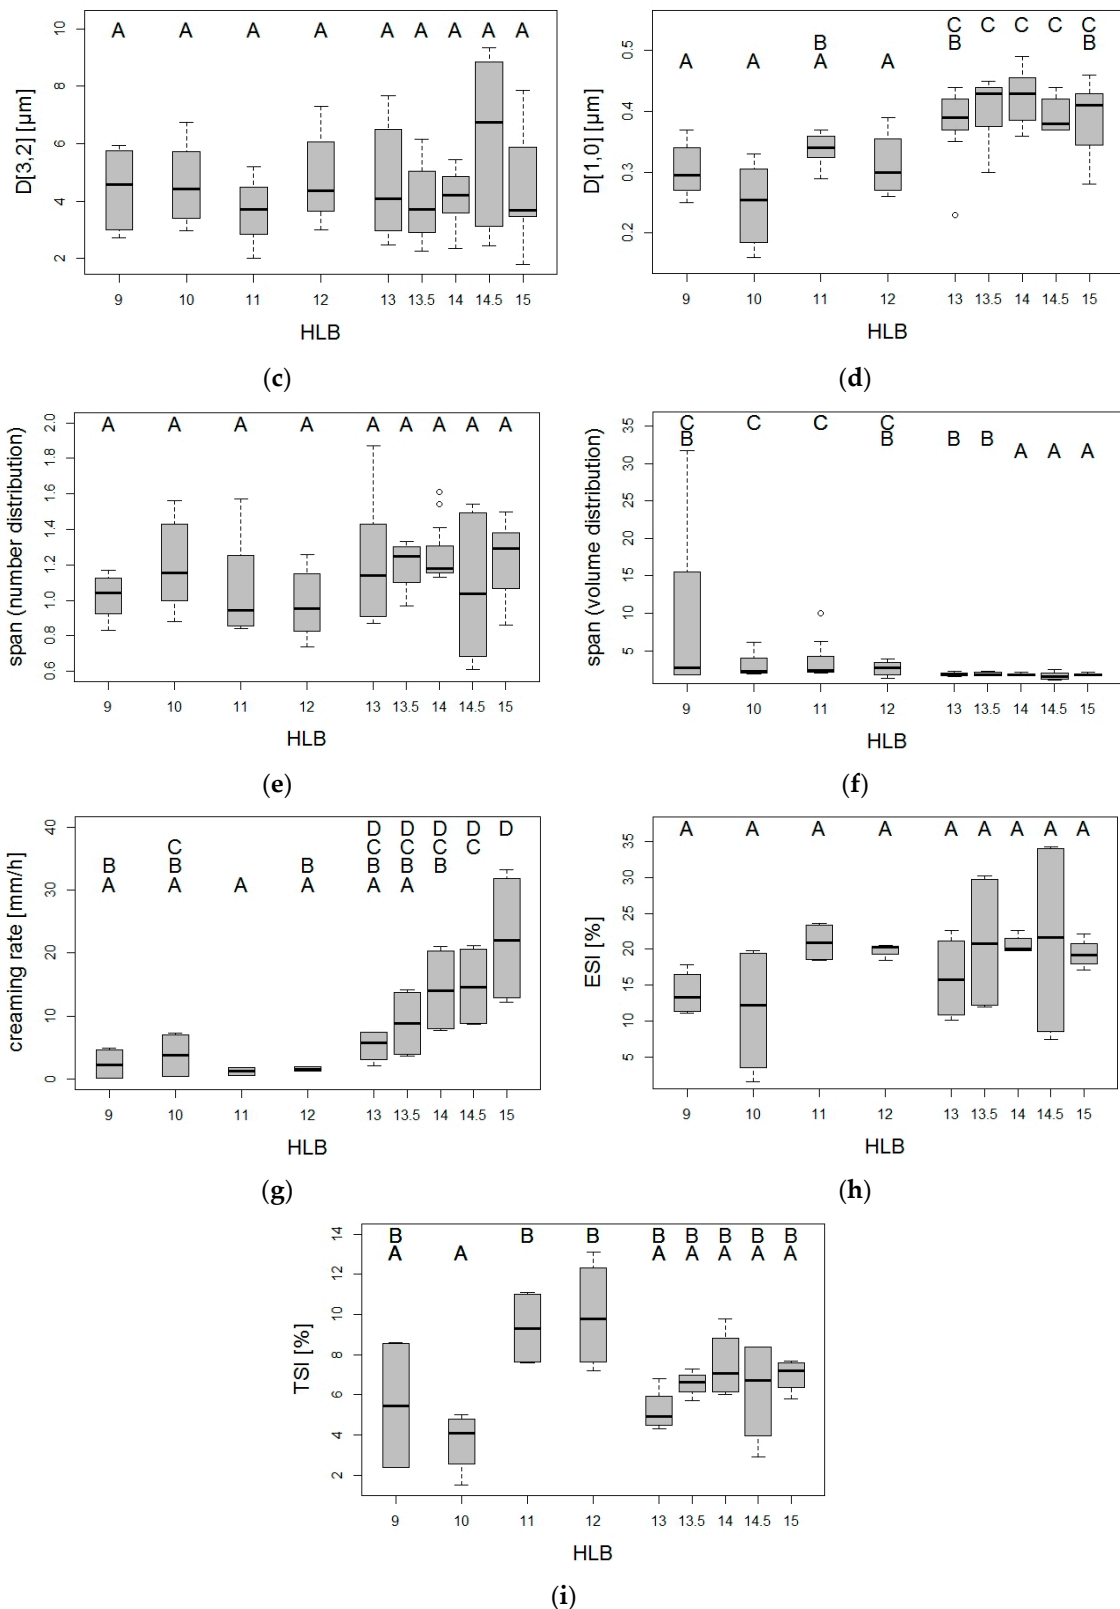 D[3,2] [µm]
10
8
6
4
2
A A A A A A A A A
9 10 11 12 13 13.5 14 14.5 15
HLB
(c)
D[1,0] [µm]
0.5
0.4
0.3
0.2
C C C C C
B B B
A A A A
9 10 11 12 13 13.5 14 14.5 15
HLB
(d)
span (number distribution)
2.0
1.8
1.6
1.4
1.2
1.0
0.8
0.6
A A A A A A A A A
9 10 11 12 13 13.5 14 14.5 15
HLB
(e)
span (volume distribution)
35
30
25
20
15
10
5
C C C C
B B B B
A A A
9 10 11 12 13 13.5 14 14.5 15
HLB
(f)
creaming rate [mm/h]
40
30
20
10
0
D D D D D
C C C C C
B B B B B B
A A A A A A
9 10 11 12 13 13.5 14 14.5 15
HLB
(g)
ESI [%]
35
30
25
20
15
10
5
A A A A A A A A A
9 10 11 12 13 13.5 14 14.5 15
HLB
(h)
TSI [%]
14
12
10
8
6
4
2
B B B B B B B B
A A A A A A A
9 10 11 12 13 13.5 14 14.5 15
HLB
(i)